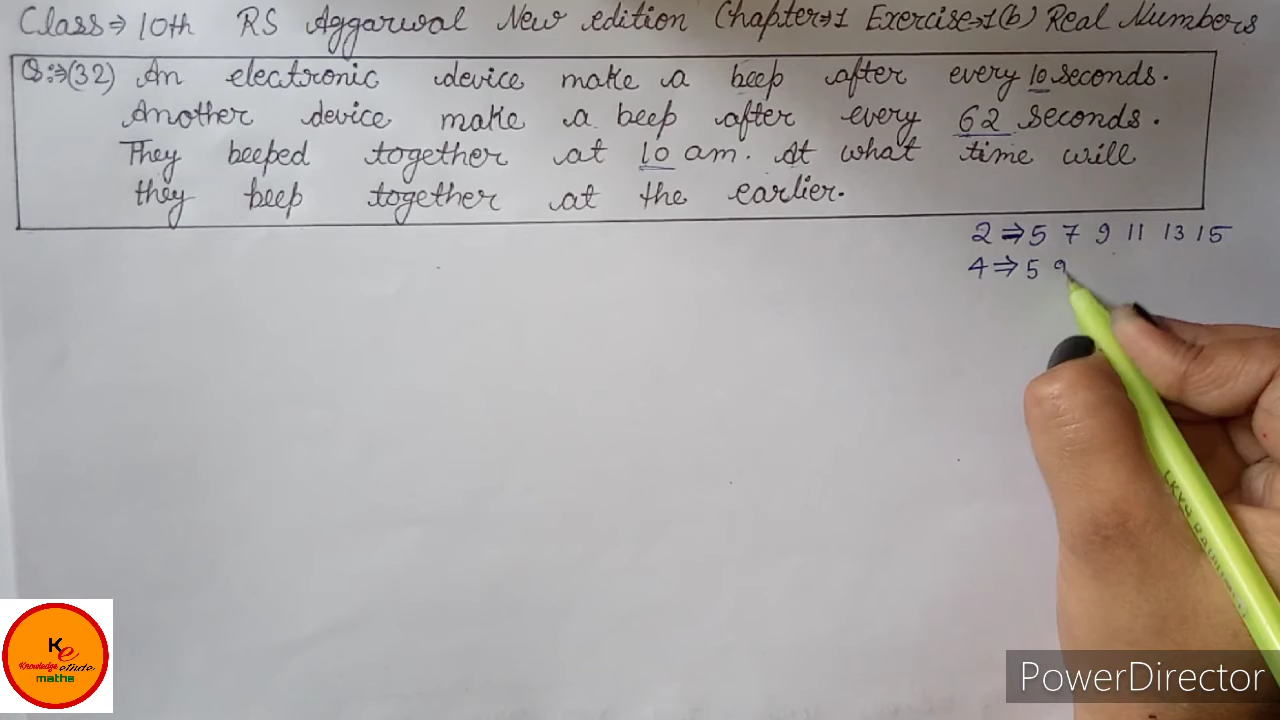 Class⇒10th RS Aggarwal New edition Chapter⇒1 Exercise⇒1(b) Real Numbers
Q:⇒(32) An electronic device make a beep after every 10 seconds.
Another device make a beep after every 62 seconds.
They beeped together at 10 am. At what time will
they beep together at the earlier.
2 ⇒ 5 7 9 11 13 15
4 ⇒ 5 9
Ke
Knowledge etude
maths
PowerDirector